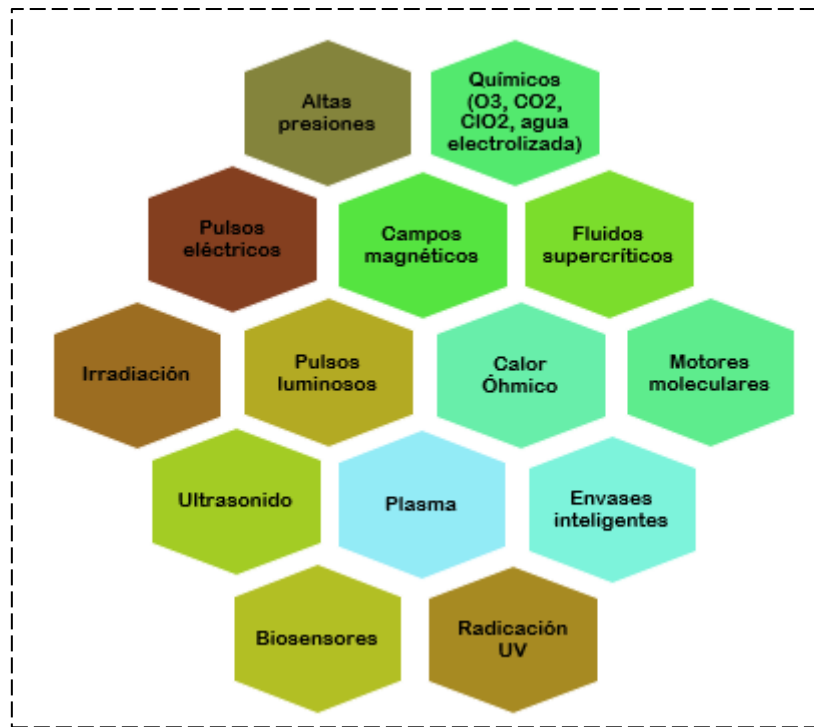 Altas
presiones
Químicos
(O3, CO2,
ClO2, agua
electrolizada)
Pulsos
eléctricos
Campos
magnéticos
Fluidos
supercríticos
Irradiación
Pulsos
luminosos
Calor
Óhmico
Motores
moleculares
Ultrasonido
Plasma
Envases
inteligentes
Biosensores
Radicación
UV